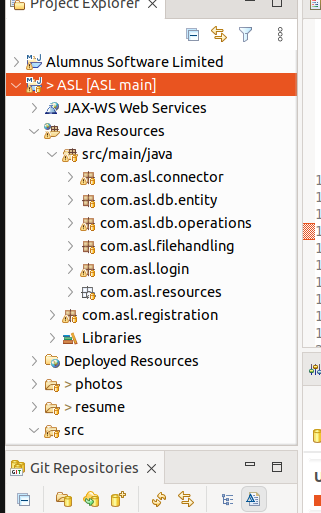 Project Explorer
Alumnus Software Limited
> ASL [ASL main]
JAX-WS Web Services
Java Resources
src/main/java
com.asl.connector
com.asl.db.entity
com.asl.db.operations
com.asl.filehandling
com.asl.login
com.asl.resources
com.asl.registration
Libraries
Deployed Resources
> photos
> resume
src
Git Repositories